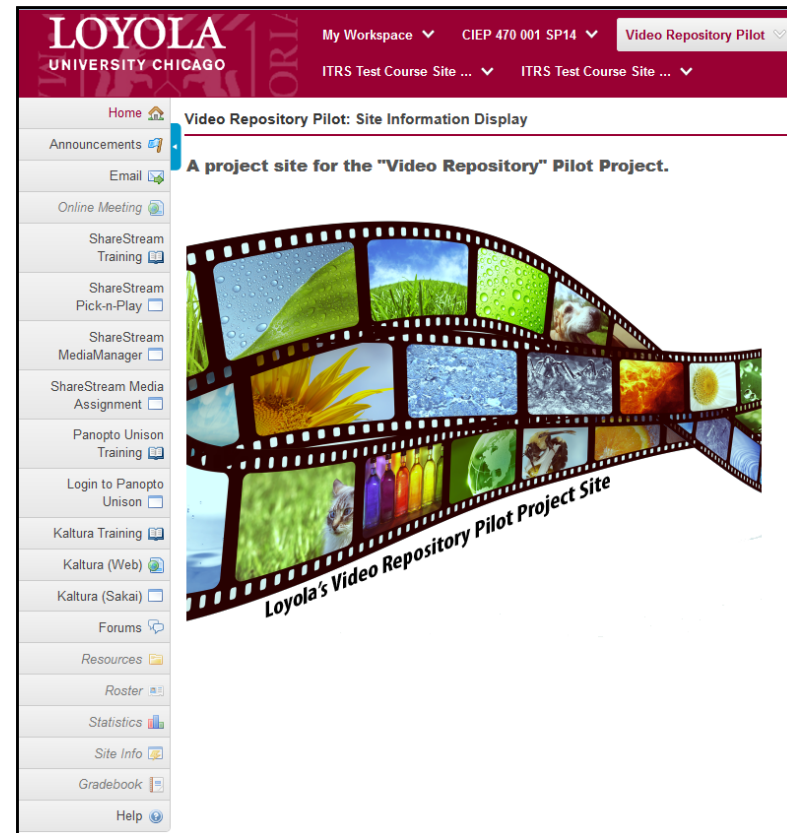 LOYOLA
UNIVERSITY CHICAGO
My Workspace
CIEP 470 001 SP14
Video Repository Pilot
ITRS Test Course Site ...
ITRS Test Course Site ...
Home
Announcements
Email
Online Meeting
ShareStream
Training
ShareStream
Pick-n-Play
ShareStream
MediaManager
ShareStream Media
Assignment
Panopto Unison
Training
Login to Panopto
Unison
Kaltura Training
Kaltura (Web)
Kaltura (Sakai)
Forums
Resources
Roster
Statistics
Site Info
Gradebook
Help
Video Repository Pilot: Site Information Display
A project site for the "Video Repository" Pilot Project.
Loyola's Video Repository Pilot Project Site